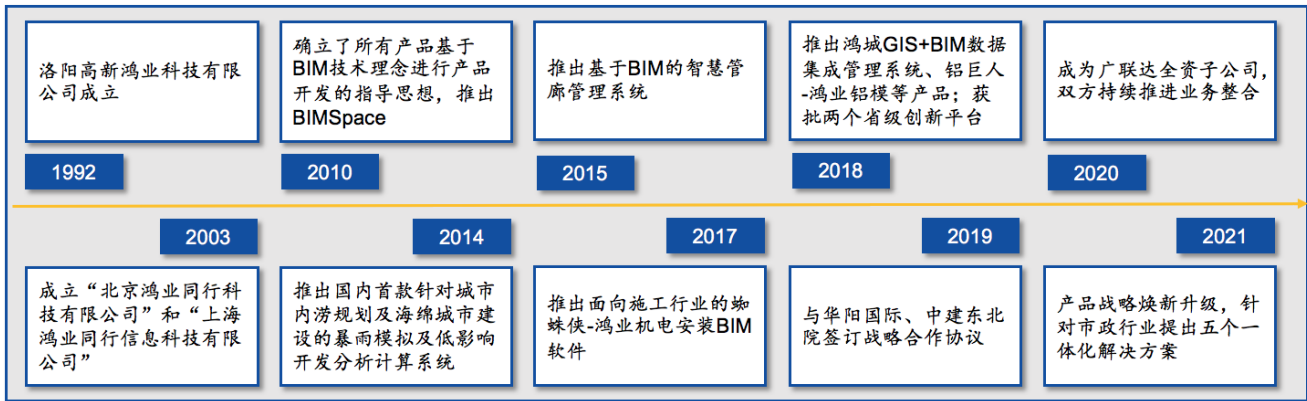 洛阳高新鸿业科技有限
公司成立
1992
确立了所有产品基于
BIM技术理念进行产品
开发的指导思想，推出
BIMSpace
2010
推出基于BIM的智慧管
廊管理系统
2015
推出鸿城GIS+BIM数据
集成管理系统、铝巨人
-鸿业铝模等产品；获
批两个省级创新平台
2018
成为广联达全资子公司，
双方持续推进业务整合
2020
2003
成立“北京鸿业同行科
技有限公司”和“上海
鸿业同行信息科技有限
公司”
2014
推出国内首款针对城市
内涝规划及海绵城市建
设的暴雨模拟及低影响
开发分析计算系统
2017
推出面向施工行业的蜘
蛛侠-鸿业机电安装BIM
软件
2019
与华阳国际、中建东北
院签订战略合作协议
2021
产品战略焕新升级，针
对市政行业提出五个一
体化解决方案